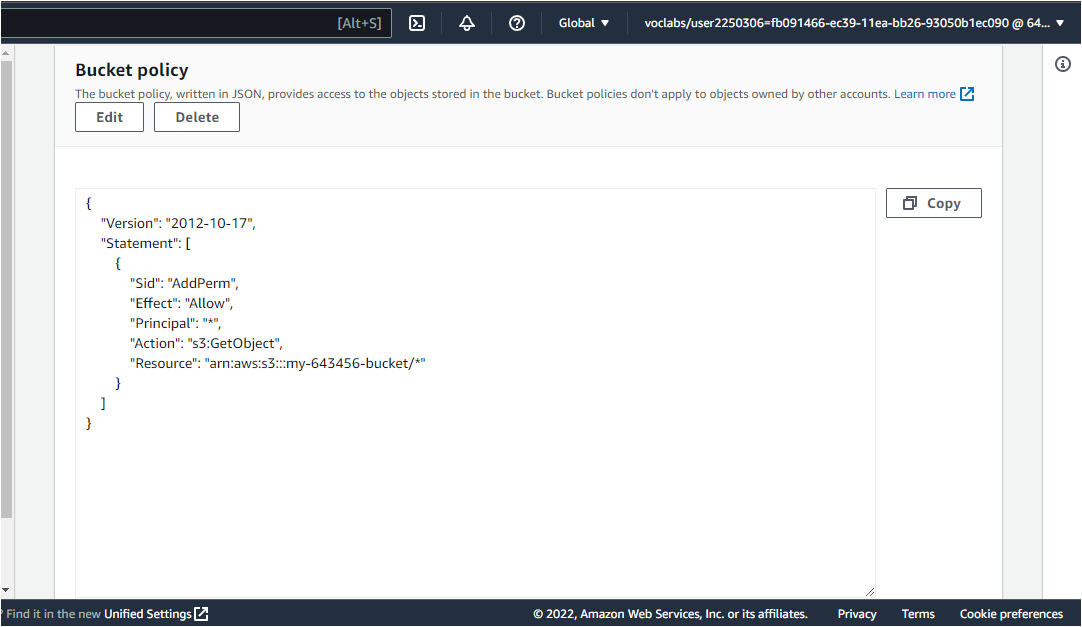 [Alt+S]
Global
voclabs/user2250306=fb091466-ec39-11ea-bb26-93050b1ec090 @ 64...
Bucket policy
The bucket policy, written in JSON, provides access to the objects stored in the bucket. Bucket policies don't apply to objects owned by other accounts. Learn more
Edit
Delete
Copy
{
"Version": "2012-10-17",
"Statement": [
{
"Sid": "AddPerm",
"Effect": "Allow",
"Principal": "*",
"Action": "s3:GetObject",
"Resource": "arn:aws:s3:::my-643456-bucket/*"
}
]
}
? Find it in the new Unified Settings
© 2022, Amazon Web Services, Inc. or its affiliates.
Privacy
Terms
Cookie preferences